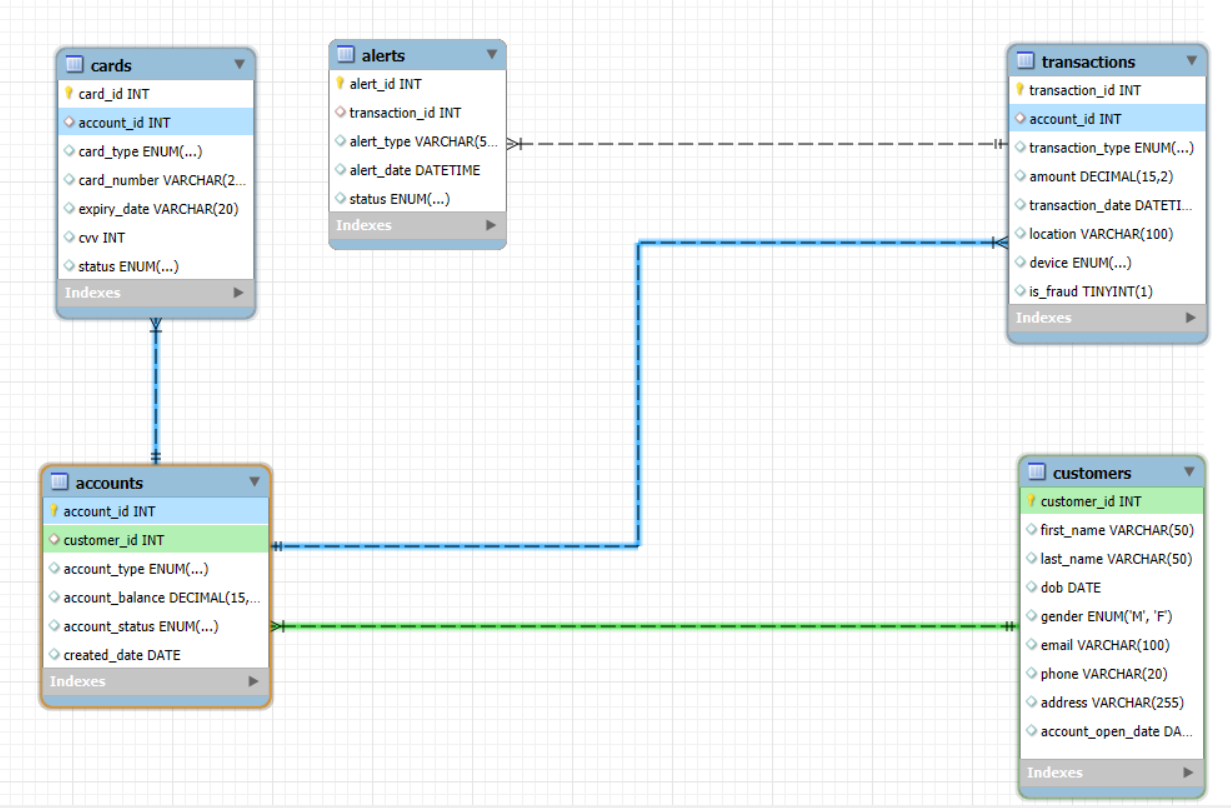 cards
card_id INT
account_id INT
card_type ENUM(...)
card_number VARCHAR(2...
expiry_date VARCHAR(20)
cvv INT
status ENUM(...)
Indexes
alerts
alert_id INT
transaction_id INT
alert_type VARCHAR(5...
alert_date DATETIME
status ENUM(...)
Indexes
transactions
transaction_id INT
account_id INT
transaction_type ENUM(...)
amount DECIMAL(15,2)
transaction_date DATETI...
location VARCHAR(100)
device ENUM(...)
is_fraud TINYINT(1)
Indexes
accounts
account_id INT
customer_id INT
account_type ENUM(...)
account_balance DECIMAL(15,...
account_status ENUM(...)
created_date DATE
Indexes
customers
customer_id INT
first_name VARCHAR(50)
last_name VARCHAR(50)
dob DATE
gender ENUM('M', 'F')
email VARCHAR(100)
phone VARCHAR(20)
address VARCHAR(255)
account_open_date DA...
Indexes